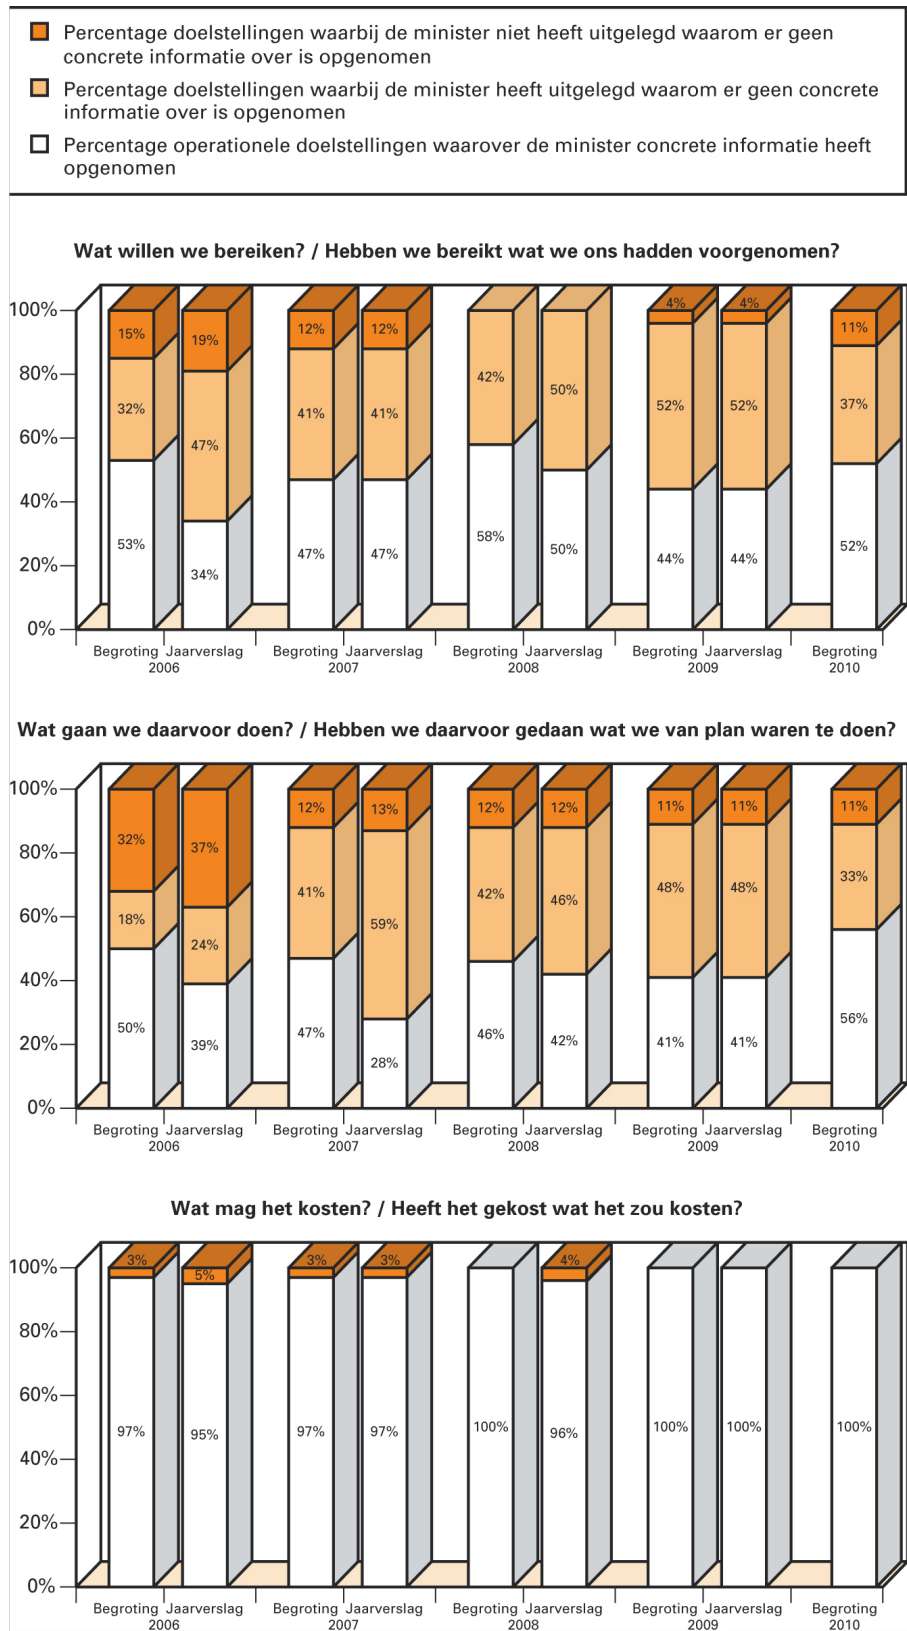 Percentage doelstellingen waarbij de minister niet heeft uitgelegd waarom er geen
concrete informatie over is opgenomen
Percentage doelstellingen waarbij de minister heeft uitgelegd waarom er geen concrete
informatie over is opgenomen
Percentage operationele doelstellingen waarover de minister concrete informatie heeft
opgenomen
Wat willen we bereiken? / Hebben we bereikt wat we ons hadden voorgenomen?
4% 4%
100%
15% 19% 12% 12% 11%
80%
32% 47% 41% 41% 42% 50% 52% 52% 37%
60%
53% 34% 47% 47% 58% 50% 44% 44% 52%
40%
20%
0%
Begroting Jaarverslag Begroting Jaarverslag Begroting Jaarverslag Begroting Jaarverslag Begroting
2006 2007 2008 2009 2010
Wat gaan we daarvoor doen? / Hebben we daarvoor gedaan wat we van plan waren te doen?
100%
32% 37% 12% 13% 12% 12% 11% 11% 11%
80%
18% 24% 41% 59% 42% 46% 48% 48% 33%
60%
40%
50% 39% 47% 28% 46% 42% 41% 41% 56%
20%
0%
Begroting Jaarverslag Begroting Jaarverslag Begroting Jaarverslag Begroting Jaarverslag Begroting
2006 2007 2008 2009 2010
Wat mag het kosten? / Heeft het gekost wat het zou kosten?
3% 5% 3% 3% 4%
100%
80%
60%
97% 95% 97% 97% 100% 96% 100% 100% 100%
40%
20%
0%
Begroting Jaarverslag Begroting Jaarverslag Begroting Jaarverslag Begroting Jaarverslag Begroting
2006 2007 2008 2009 2010